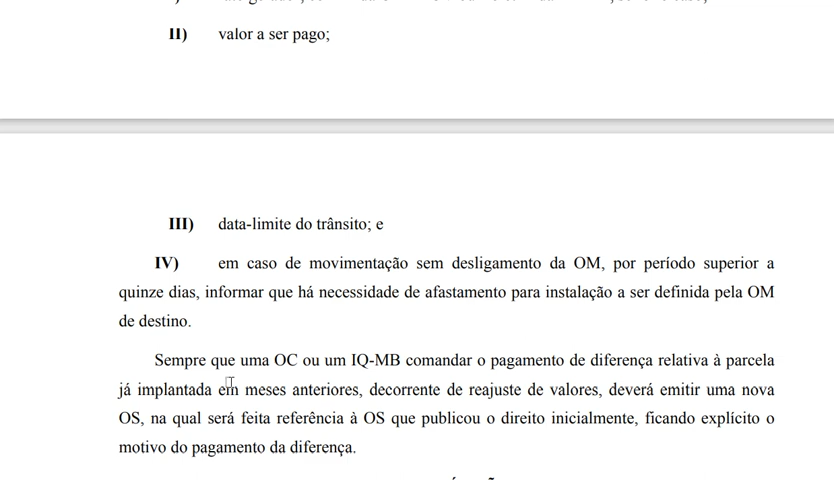 II) valor a ser pago;
III) data-limite do trânsito; e
IV) em caso de movimentação sem desligamento da OM, por período superior a
quinze dias, informar que há necessidade de afastamento para instalação a ser definida pela OM
de destino.
Sempre que uma OC ou um IQ-MB comandar o pagamento de diferença relativa à parcela
já implantada em meses anteriores, decorrente de reajuste de valores, deverá emitir uma nova
OS, na qual será feita referência à OS que publicou o direito inicialmente, ficando explícito o
motivo do pagamento da diferença.